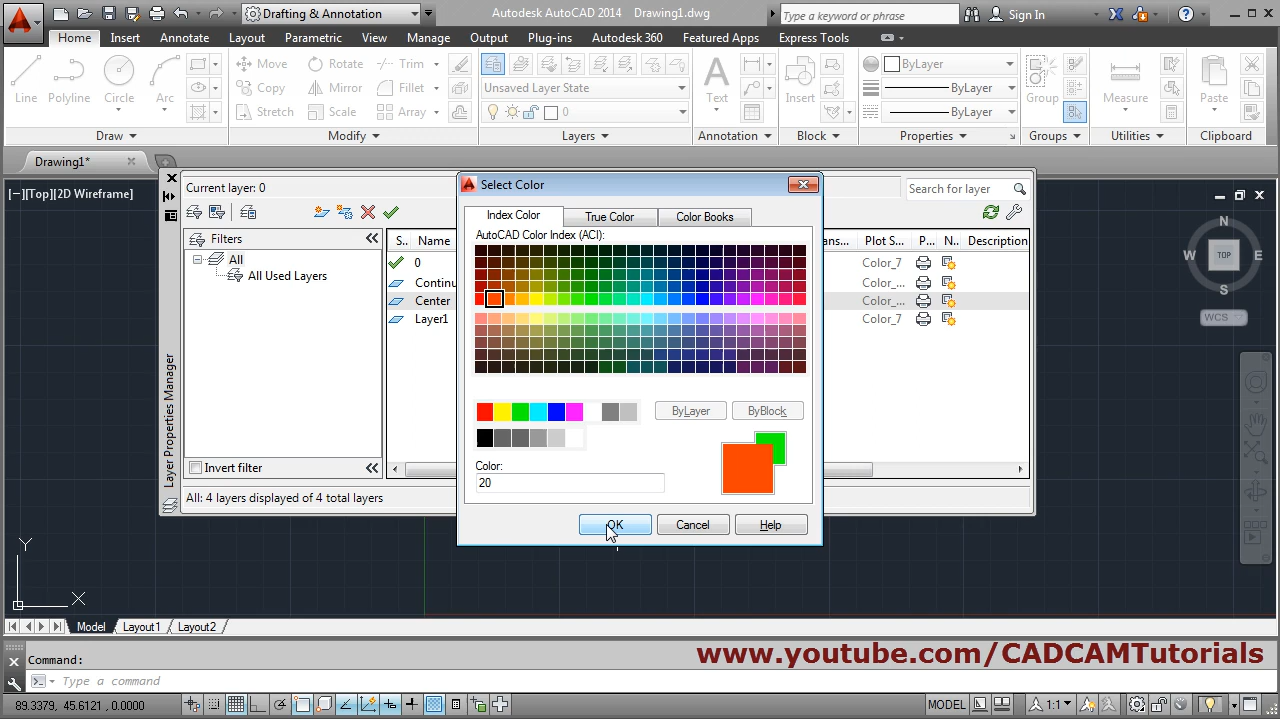 Drafting & Annotation
Autodesk AutoCAD 2014 Drawing1.dwg
Type a keyword or phrase
Sign In
Home Insert Annotate Layout Parametric View Manage Output Plug-ins Autodesk 360 Featured Apps Express Tools
Line Polyline Circle Arc
Move Rotate Trim
Copy Mirror Fillet
Stretch Scale Array
Unsaved Layer State
0
Text
Insert
ByLayer
ByLayer
ByLayer
Group
Measure
Paste
Draw Modify Layers Annotation Block Properties Groups Utilities Clipboard
Drawing1*
[−][Top][2D Wireframe]
Current layer: 0
Search for layer
Filters
All
All Used Layers
Invert filter
All: 4 layers displayed of 4 total layers
Layer Properties Manager
S.. Name
0
Continu
Center
Layer1
ans... Plot S... P... N.. Description
Color_7
Color_...
Color_...
Color_7
Select Color
Index Color True Color Color Books
AutoCAD Color Index (ACI):
ByLayer ByBlock
Color:
20
OK Cancel Help
N
W TOP E
S
WCS
Y
X
Model Layout1 Layout2
Command:
Type a command
www.youtube.com/CADCAMTutorials
89.3379, 45.6121, 0.0000
MODEL
1:1